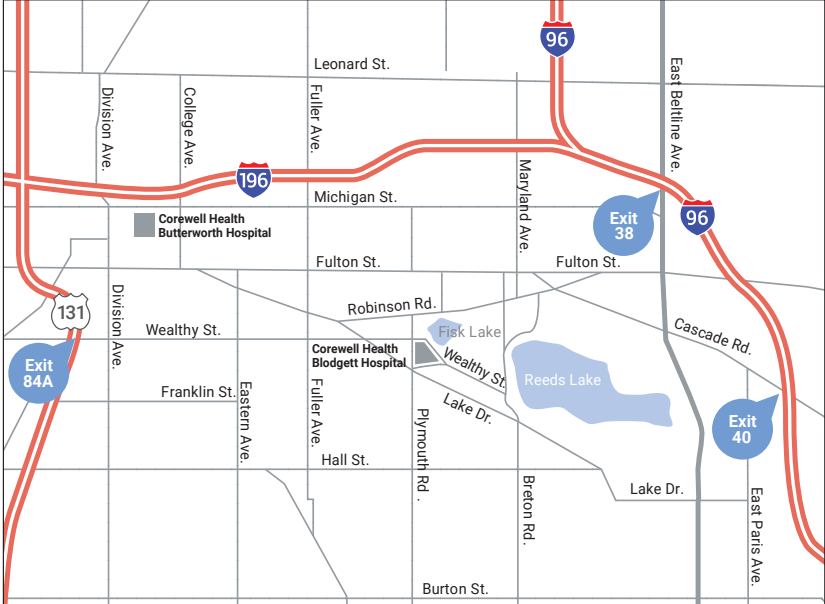 96
Leonard St.
East Beltline Ave.
Division Ave.
College Ave.
Fuller Ave.
Maryland Ave.
196
Michigan St.
Exit
38
96
Corewell Health
Butterworth Hospital
Fulton St.
Fulton St.
131
Division Ave.
Robinson Rd.
Wealthy St.
Fisk Lake
Cascade Rd.
Corewell Health
Blodgett Hospital
Wealthy St.
Exit
84A
Reeds Lake
Franklin St.
Eastern Ave.
Fuller Ave.
Lake Dr.
Plymouth Rd.
Exit
40
Hall St.
Breton Rd.
Lake Dr.
East Paris Ave.
Burton St.